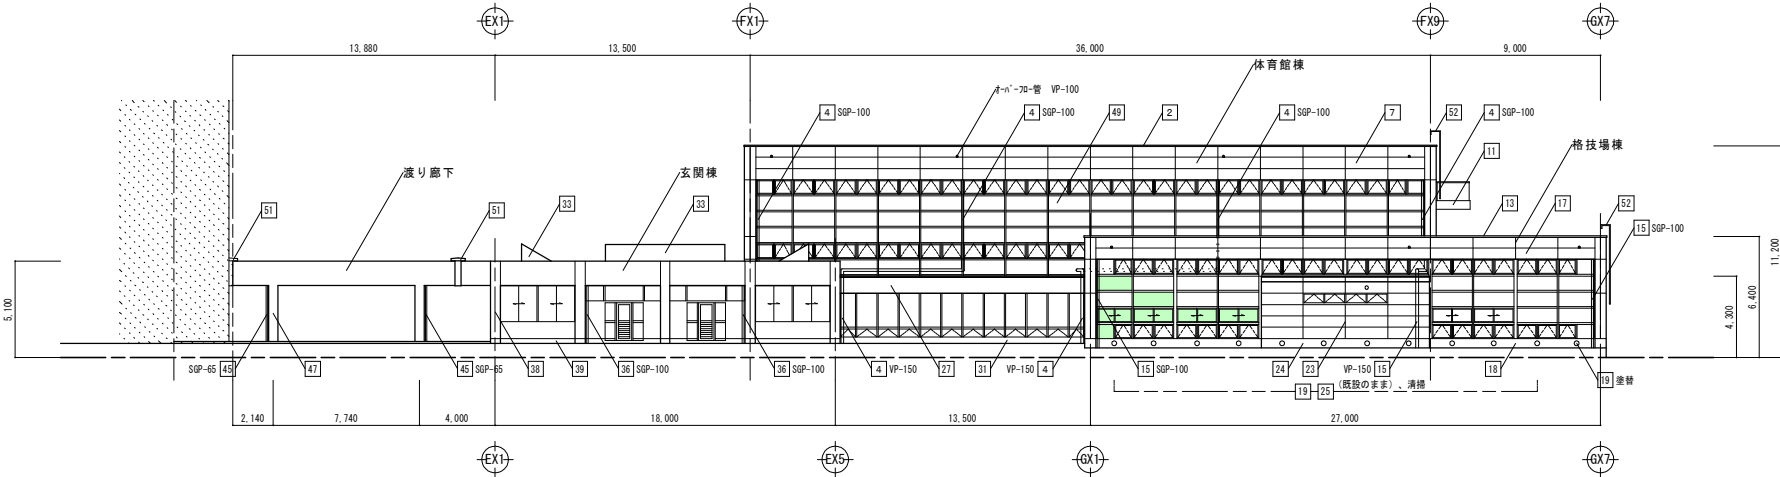 EX1 FX1 FX9 GX7
13,880 13,500 36,000 9,000
体育館棟
オーバーフロー管 VP-100
4 SGP-100 4 SGP-100 49 2 4 SGP-100 7 52 4 SGP-100
格技場棟
11
渡り廊下 玄関棟
51 51 33 33 13 17 52
15 SGP-100
5,100
4,300
6,400
11,200
SGP-65 45 47 45 SGP-65 38 39 36 SGP-100 36 SGP-100 4 VP-150 27 31 VP-150 4 15 SGP-100 24 23 VP-150 15 18
19 塗替
19 25 (既設のまま)、清掃
2,140 7,740 4,000 18,000 13,500 27,000
EX1 EX5 GX1 GX7